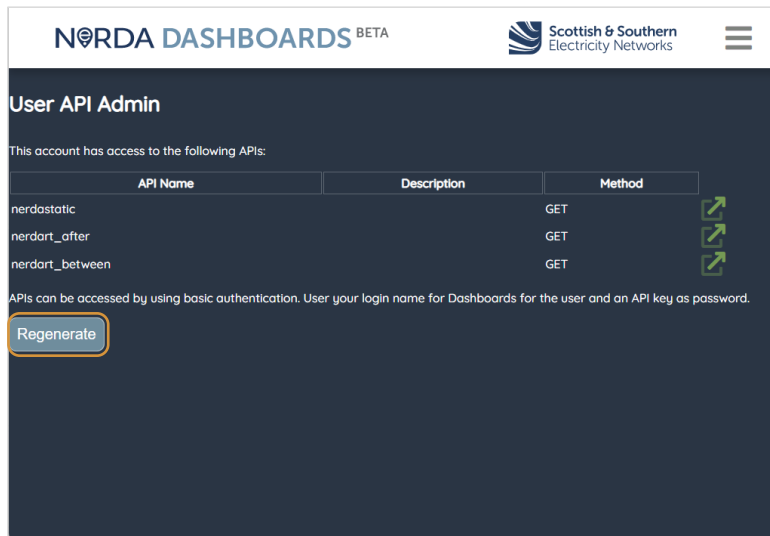 NERDA DASHBOARDS BETA
Scottish & Southern
Electricity Networks
User API Admin
This account has access to the following APIs:
API Name Description Method
nerdastatic GET
nerdart_after GET
nerdart_between GET
APIs can be accessed by using basic authentication. User your login name for Dashboards for the user and an API key as password.
Regenerate